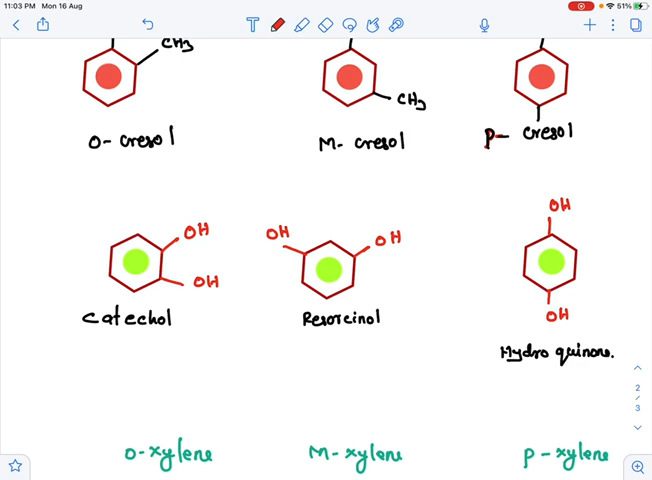 11:03 PM Mon 16 Aug
51%
T
CH3
CH3
O- cresol
M- cresol
P- cresol
OH
OH
OH
OH
OH
OH
Catechol
Resorcinol
Hydro quinone.
2
/
3
O-xylene
M-xylene
P-xylene